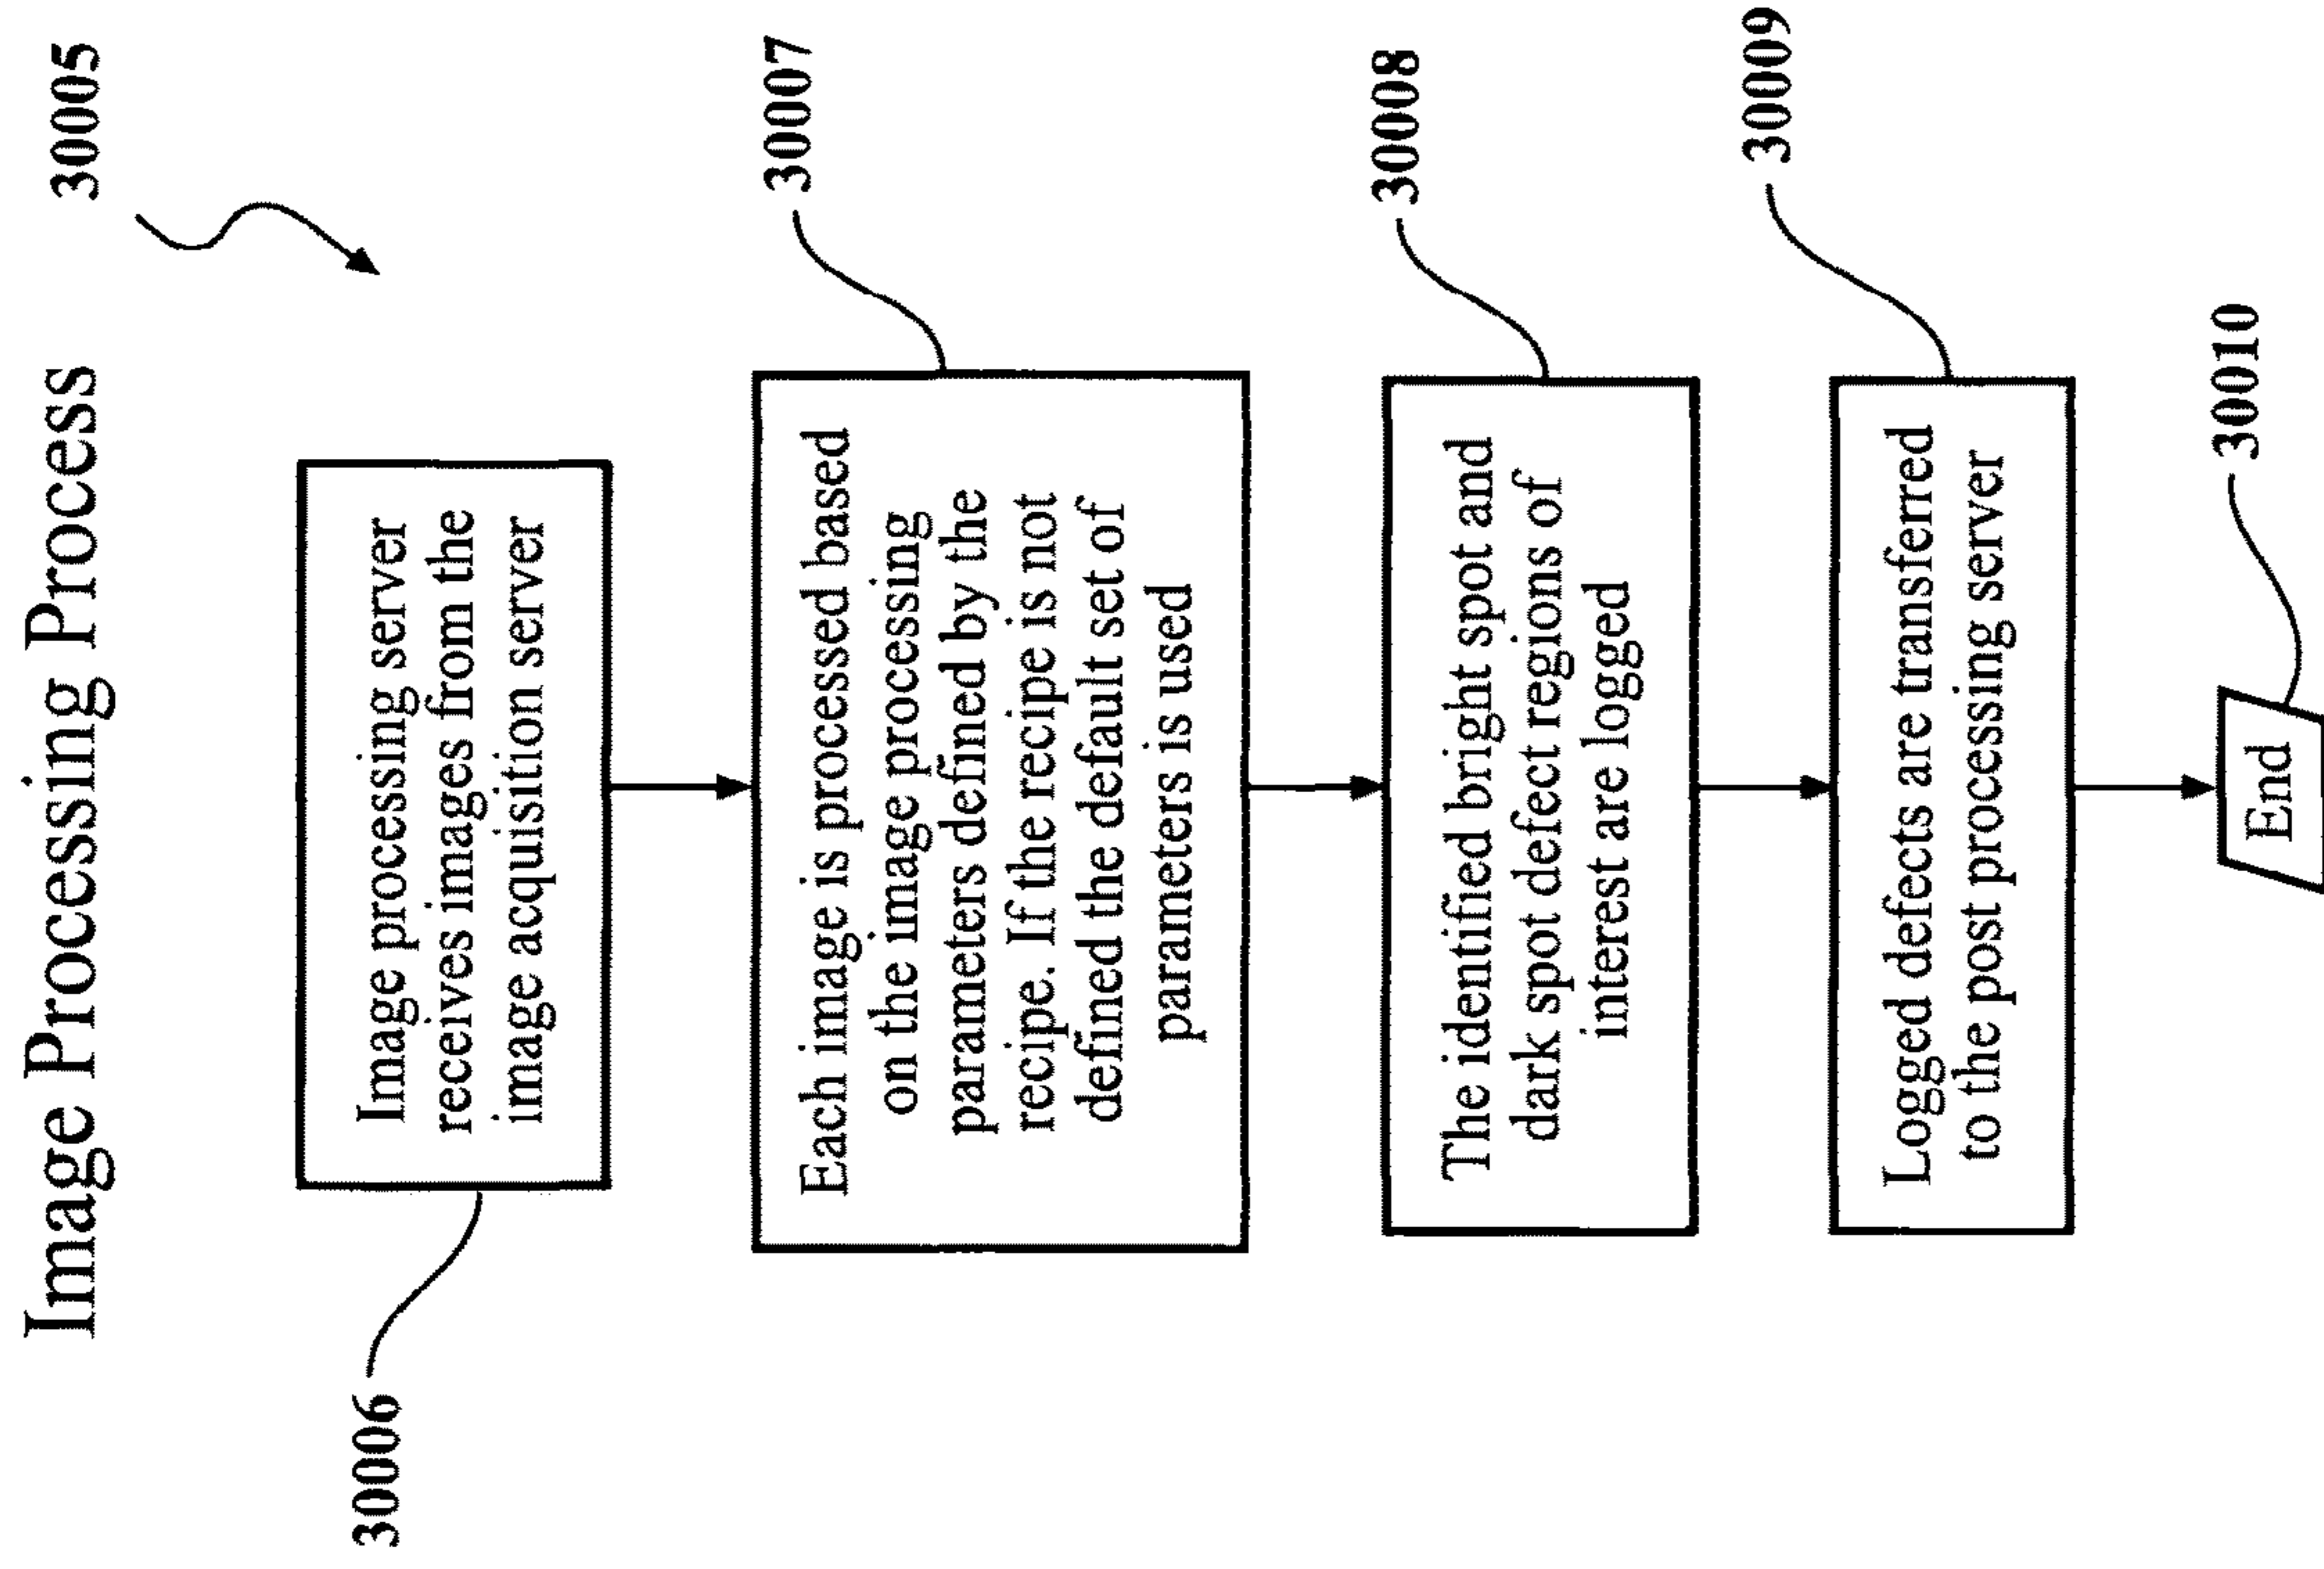 Image Processing Process
30005
30006
Image processing server
receives images from the
image acquisition server
30007
Each image is processed based
on the image processing
parameters defined by the
recipe. If the recipe is not
defined the default set of
parameters is used
30008
The identified bright spot and
dark spot defect regions of
interest are logged
30009
Logged defects are transferred
to the post processing server
30010
End